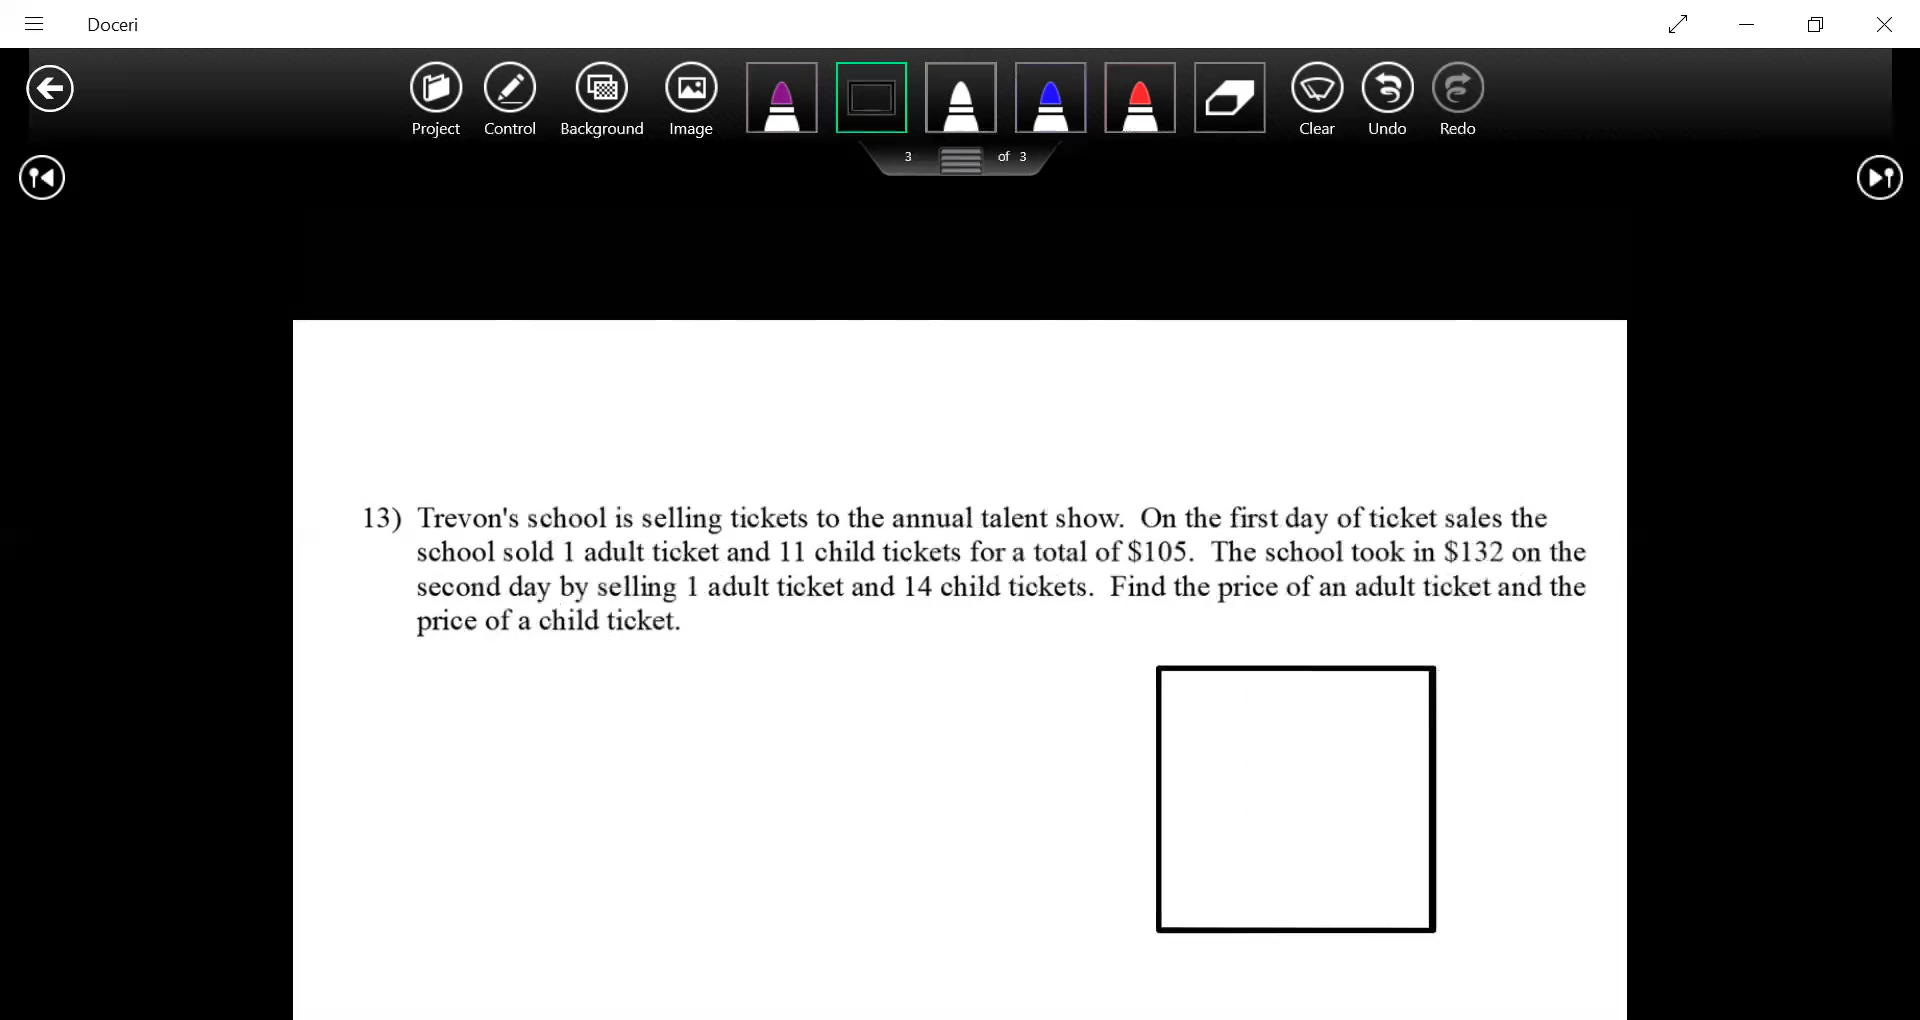 Doceri
Project Control Background Image Clear Undo Redo
3 of 3
13) Trevon's school is selling tickets to the annual talent show. On the first day of ticket sales the
school sold 1 adult ticket and 11 child tickets for a total of $105. The school took in $132 on the
second day by selling 1 adult ticket and 14 child tickets. Find the price of an adult ticket and the
price of a child ticket.